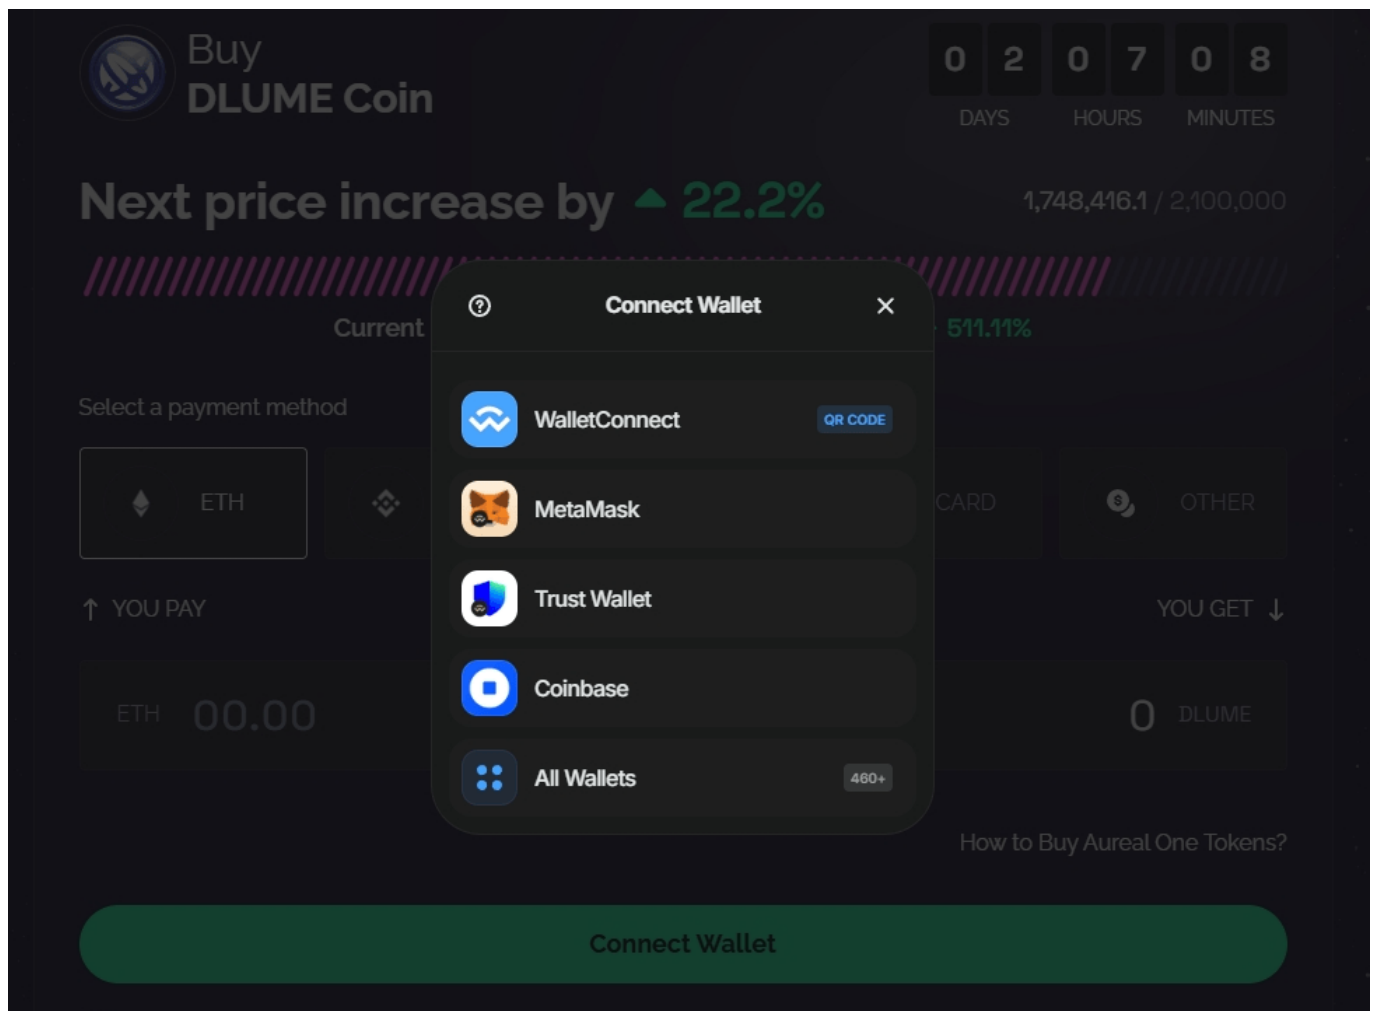 Buy
DLUME Coin
0 2 0 7 0 8
DAYS HOURS MINUTES
Next price increase by 22.2%
1,748,416.1 / 2,100,000
Current
511.11%
Connect Wallet
WalletConnect QR CODE
MetaMask
Trust Wallet
Coinbase
All Wallets 460+
Select a payment method
ETH
CARD
OTHER
YOU PAY
YOU GET
ETH 00.00
0 DLUME
How to Buy Aureal One Tokens?
Connect Wallet